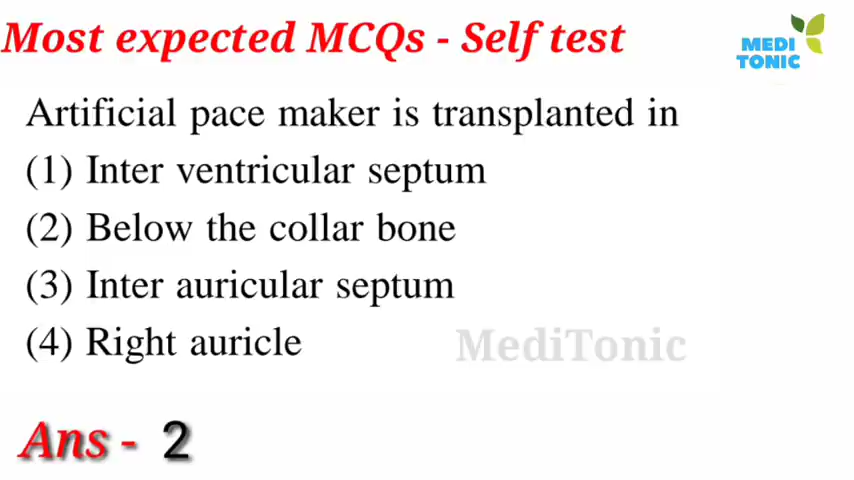 Most expected MCQs - Self test
MEDI
TONIC
Artificial pace maker is transplanted in
(1) Inter ventricular septum
(2) Below the collar bone
(3) Inter auricular septum
(4) Right auricle
MediTonic
Ans - 2